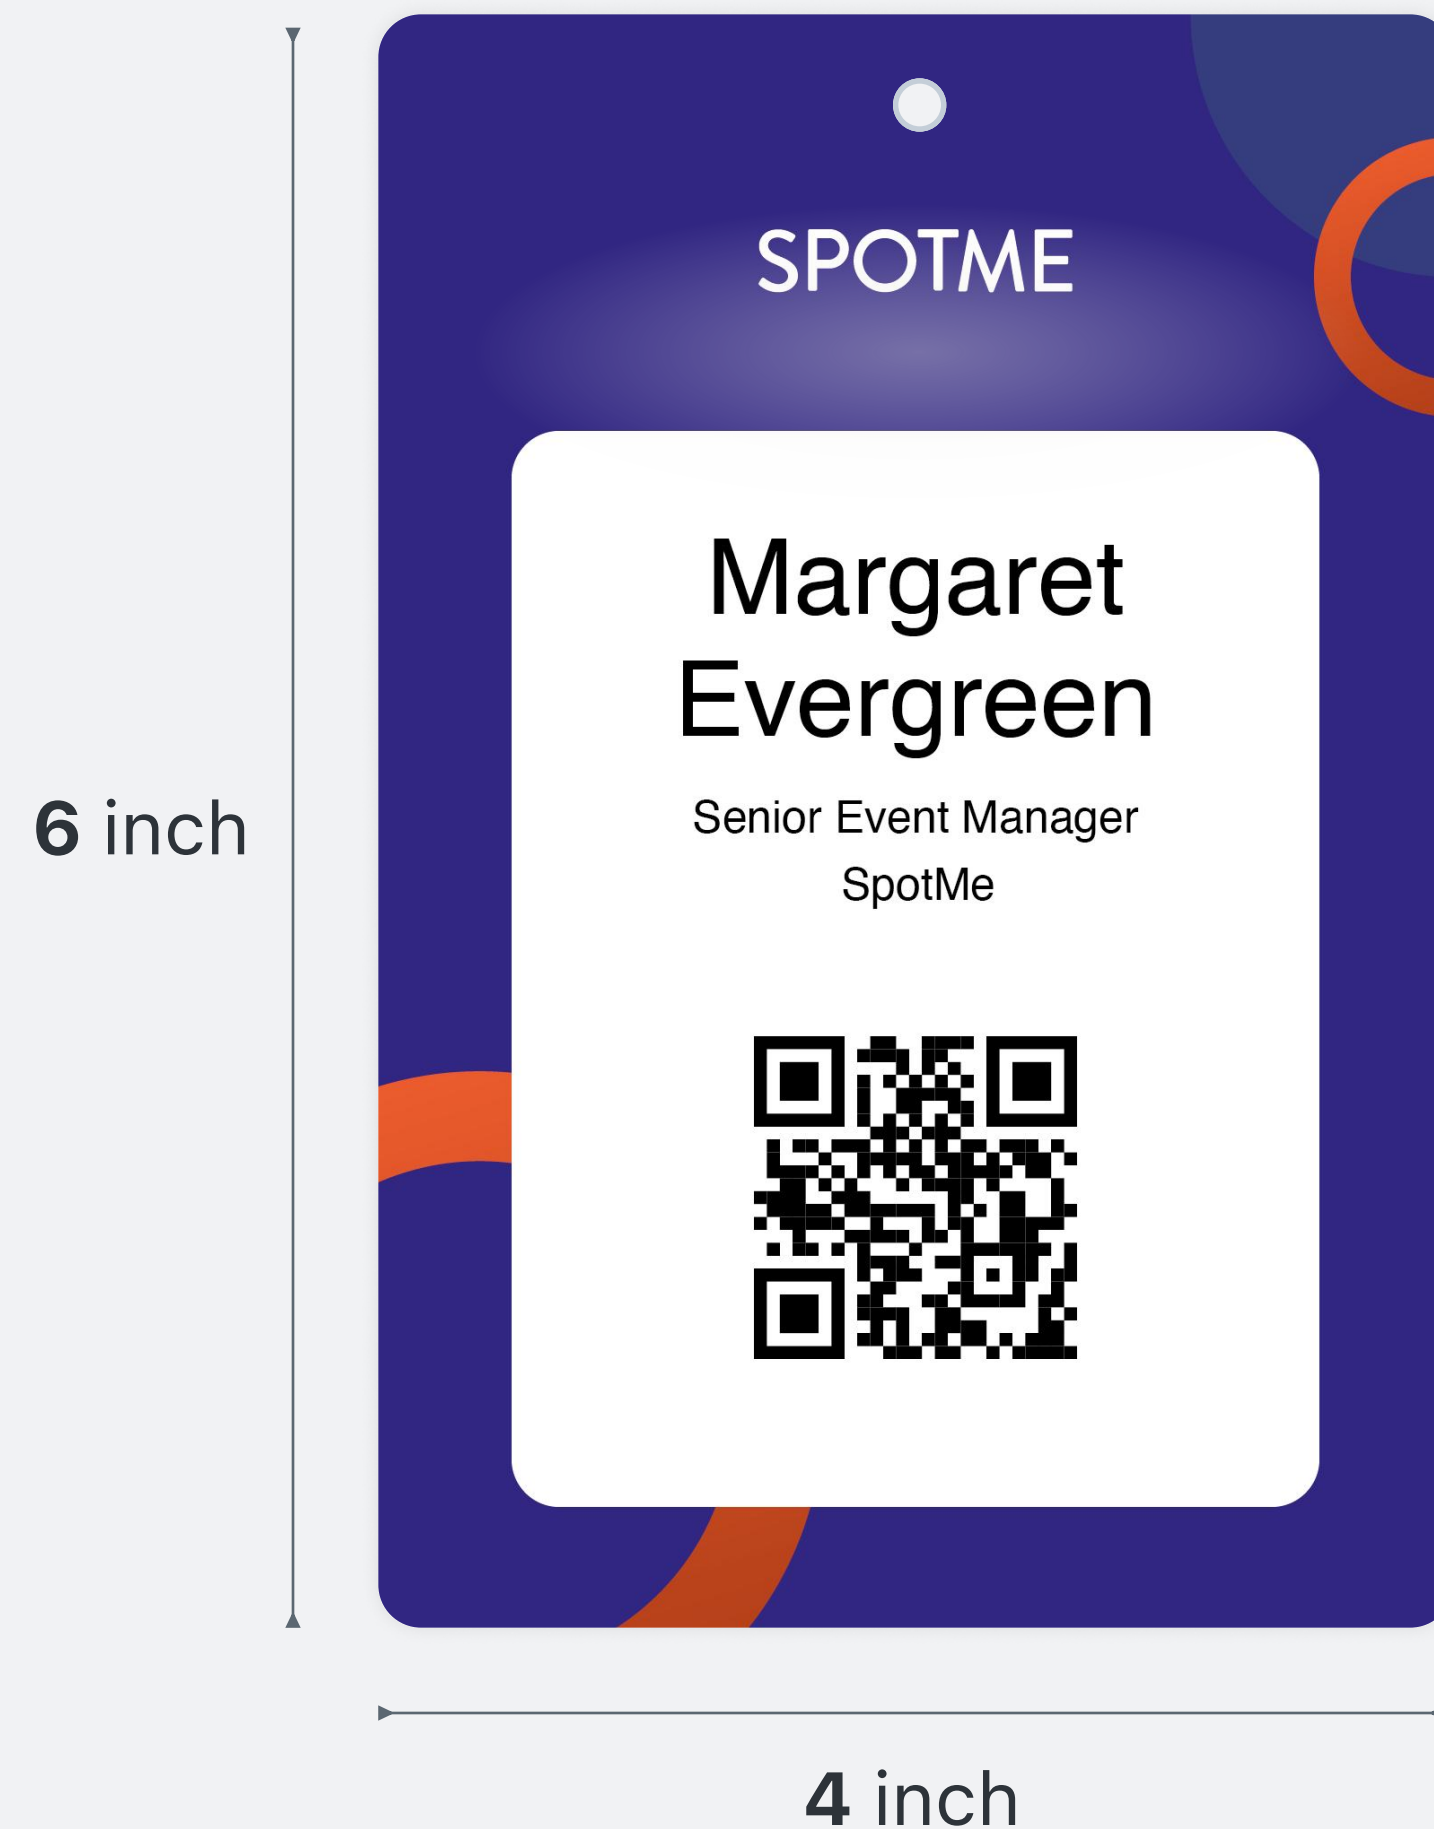 SPOTME
Margaret
Evergreen
Senior Event Manager
SpotMe
6 inch
4 inch